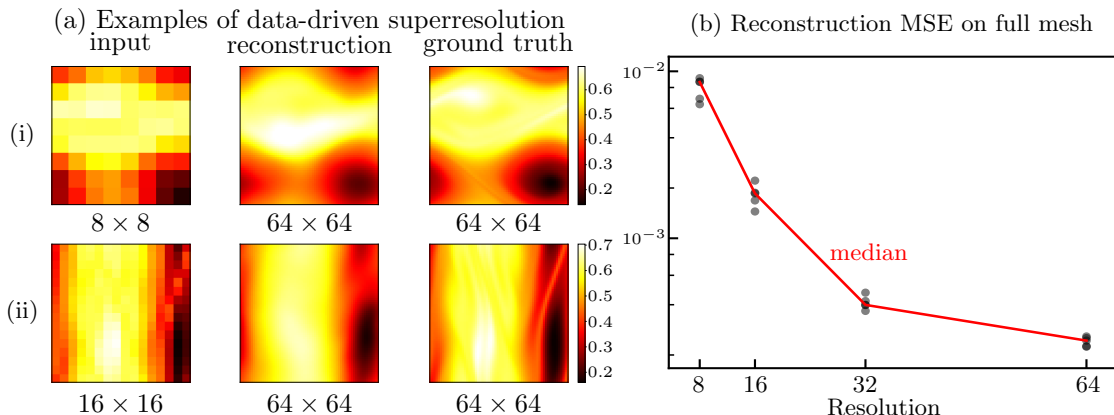 (a) Examples of data-driven superresolution
input reconstruction ground truth
(i)
0.6
0.5
0.4
0.3
0.2
8 × 8 64 × 64 64 × 64
(ii)
0.7
0.6
0.5
0.4
0.3
0.2
16 × 16 64 × 64 64 × 64
(b) Reconstruction MSE on full mesh
10⁻²
10⁻³
median
8 16 32 64
Resolution